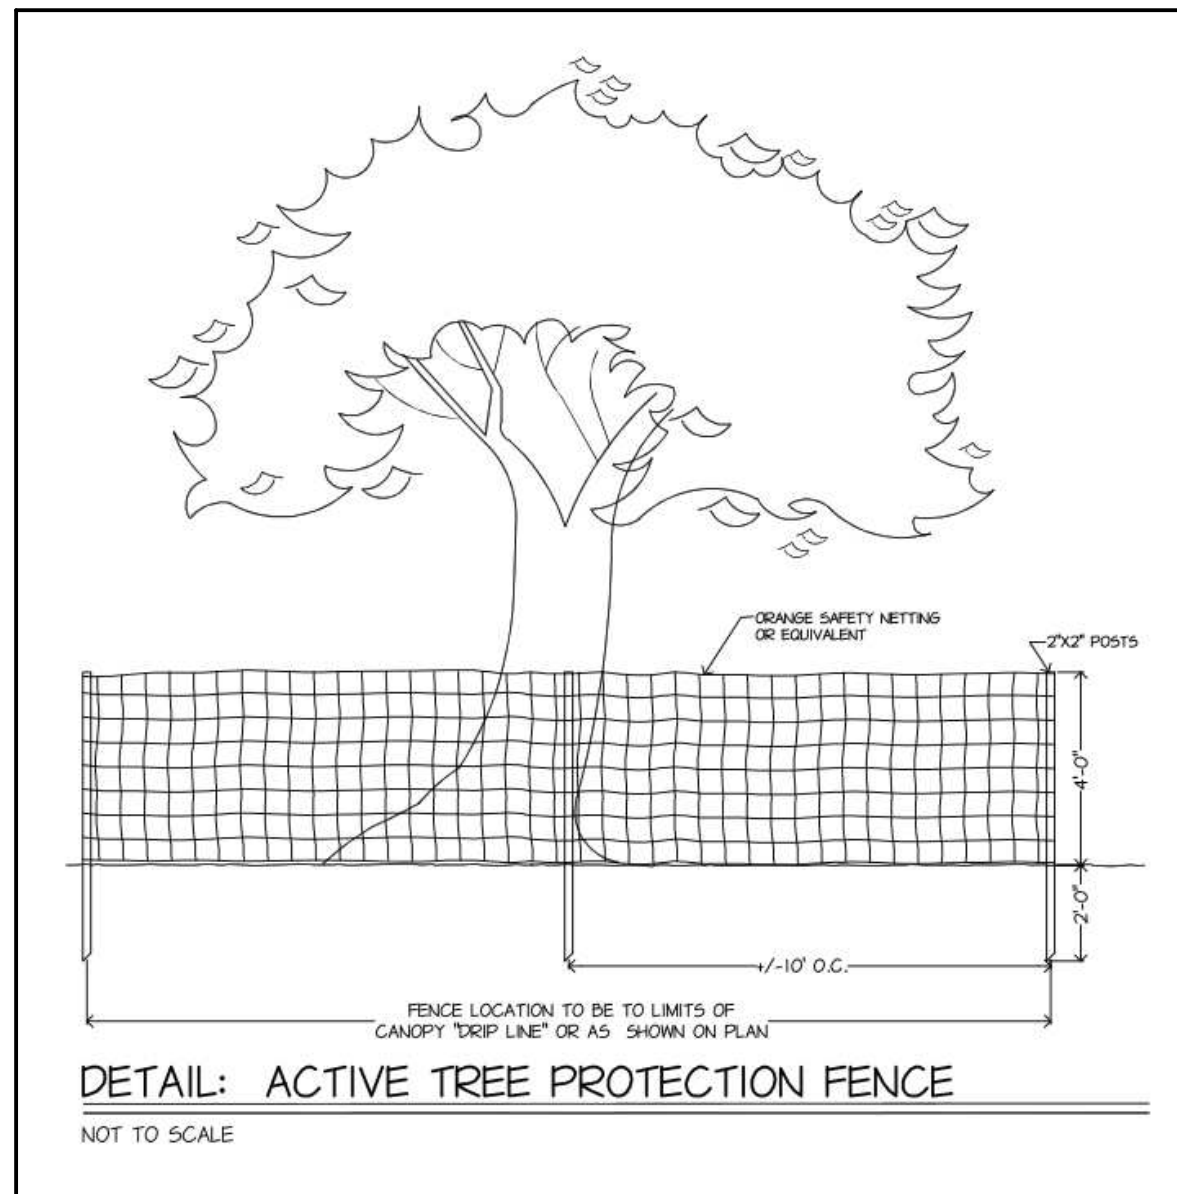 ORANGE SAFETY NETTING
OR EQUIVALENT
2"X2" POSTS
4'-0"
2'-0"
+/-10' O.C.
FENCE LOCATION TO BE TO LIMITS OF
CANOPY "DRIP LINE" OR AS SHOWN ON PLAN
DETAIL: ACTIVE TREE PROTECTION FENCE
NOT TO SCALE